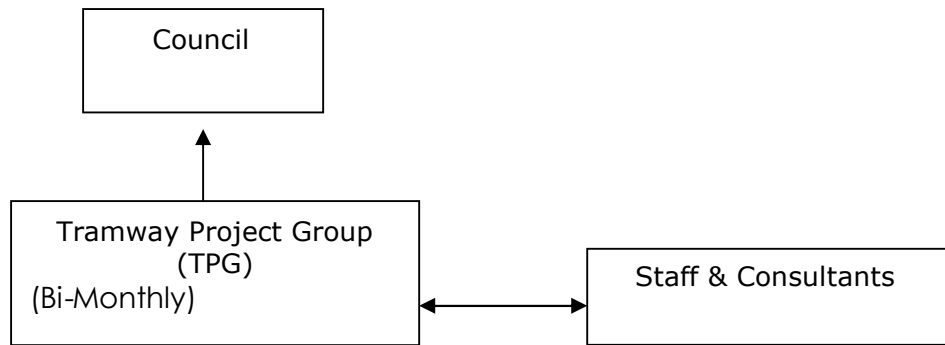 Council
Tramway Project Group
(TPG)
(Bi-Monthly)
Staff & Consultants